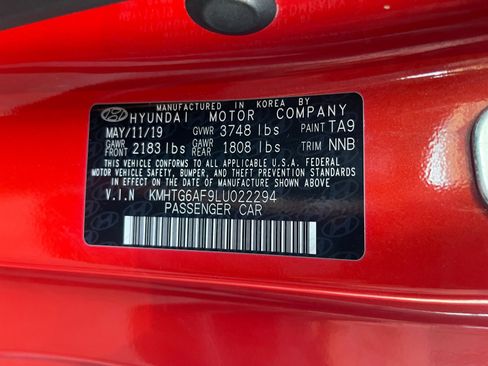 MANUFACTURED IN KOREA BY
HYUNDAI MOTOR COMPANY
MAY/11/19 GVWR 3748 lbs PAINT TA9
GAWR FRONT 2183 lbs GAWR REAR 1808 lbs TRIM NNB
THIS VEHICLE CONFORMS TO ALL APPLICABLE U.S.A. FEDERAL
MOTOR VEHICLE SAFETY, BUMPER, AND THEFT PREVENTION
STANDARDS IN EFFECT ON THE DATE OF MANUFACTURE SHOWN ABOVE.
V.I.N KMHTG6AF9LU022294
PASSENGER CAR